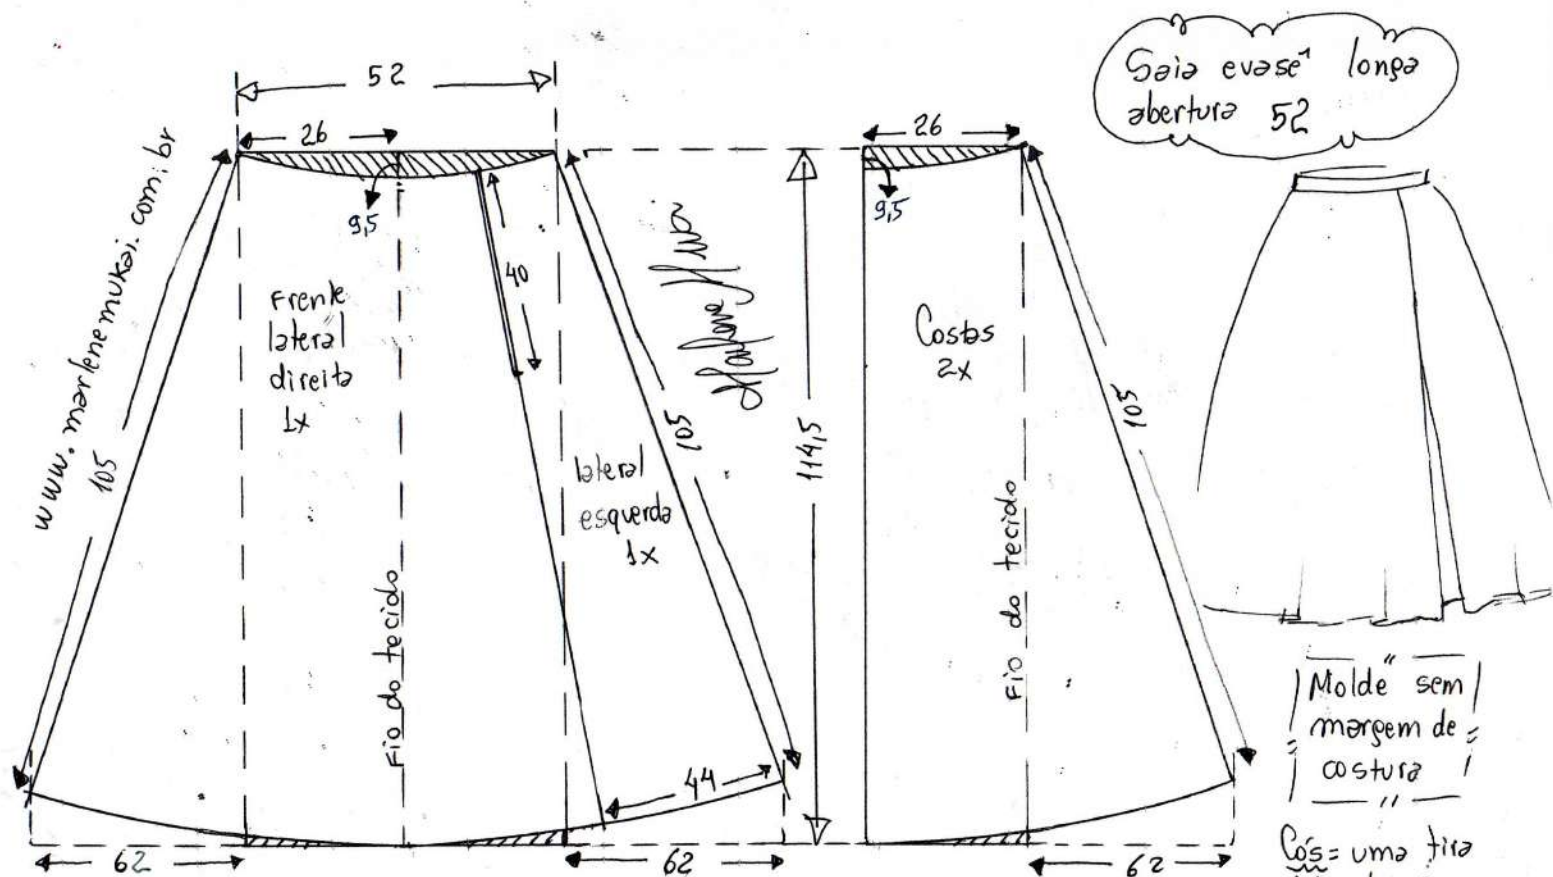 Saia evasê longa
abertura 52
52
26
9,5
www.marlenemukai.com.br
105
Frente
lateral
direita
1x
40
Fio do tecido
lateral
esquerda
1x
105
44
62
62
114,5
26
9,5
Costas
2x
Fio do tecido
105
62
Molde sem
margem de
costura
Cós = uma tira